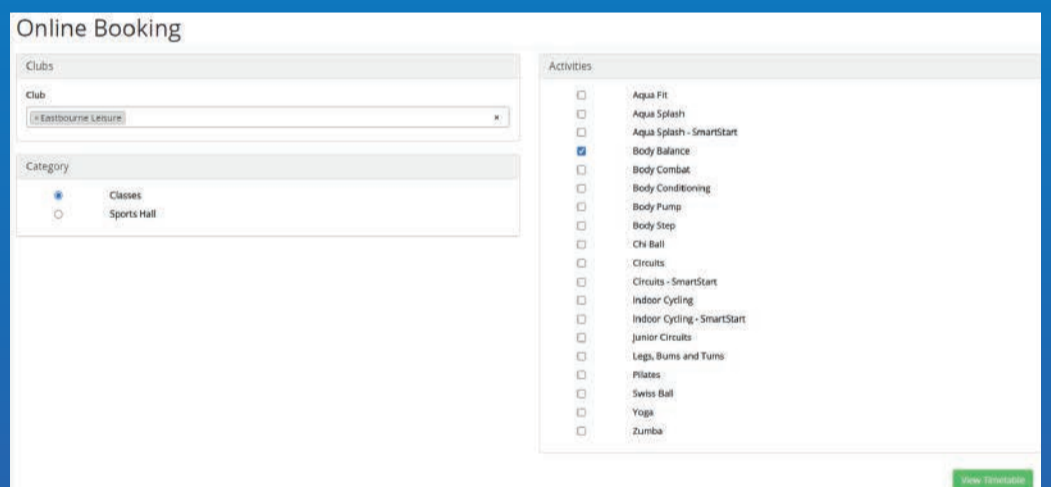 Online Booking
Clubs
Club
× Eastbourne Leisure
×
Category
Classes
Sports Hall
Activities
Aqua Fit
Aqua Splash
Aqua Splash - SmartStart
Body Balance
Body Combat
Body Conditioning
Body Pump
Body Step
Chi Ball
Circuits
Circuits - SmartStart
Indoor Cycling
Indoor Cycling - SmartStart
Junior Circuits
Legs, Bums and Tums
Pilates
Swiss Ball
Yoga
Zumba
View Timetable